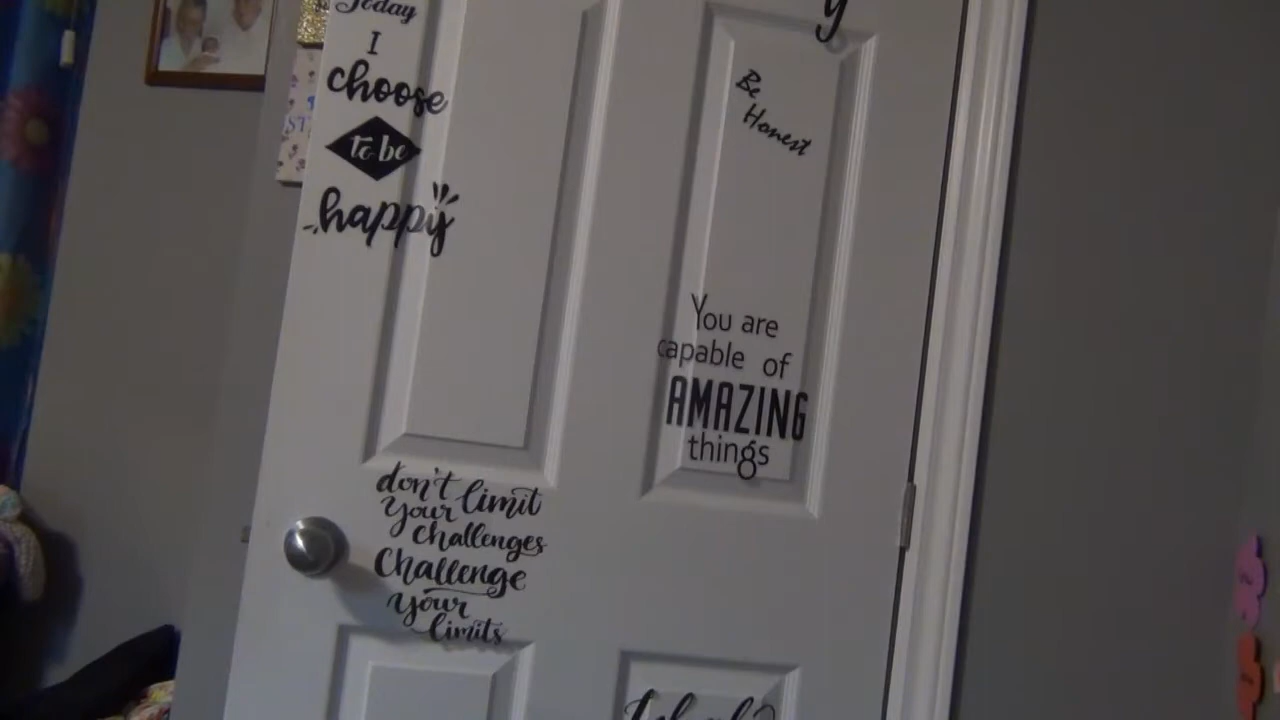 Today
I
choose
to be
happy
y
Be
Honest
You are
capable of
AMAZING
things
don't limit
your
challenges
Challenge
your
limits